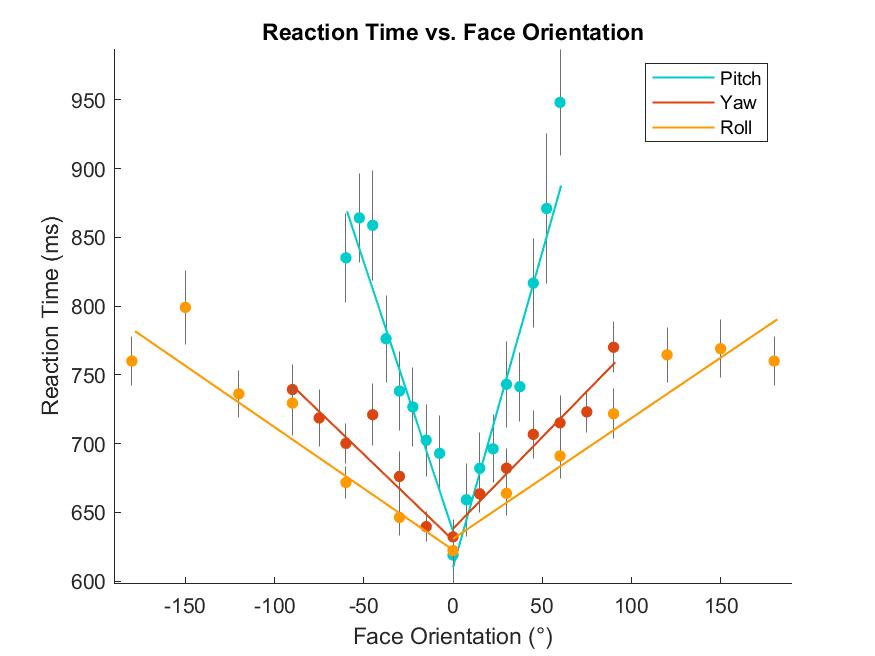 Reaction Time vs. Face Orientation
Pitch
Yaw
Roll
Reaction Time (ms)
950
900
850
800
750
700
650
600
-150
-100
-50
0
50
100
150
Face Orientation (°)